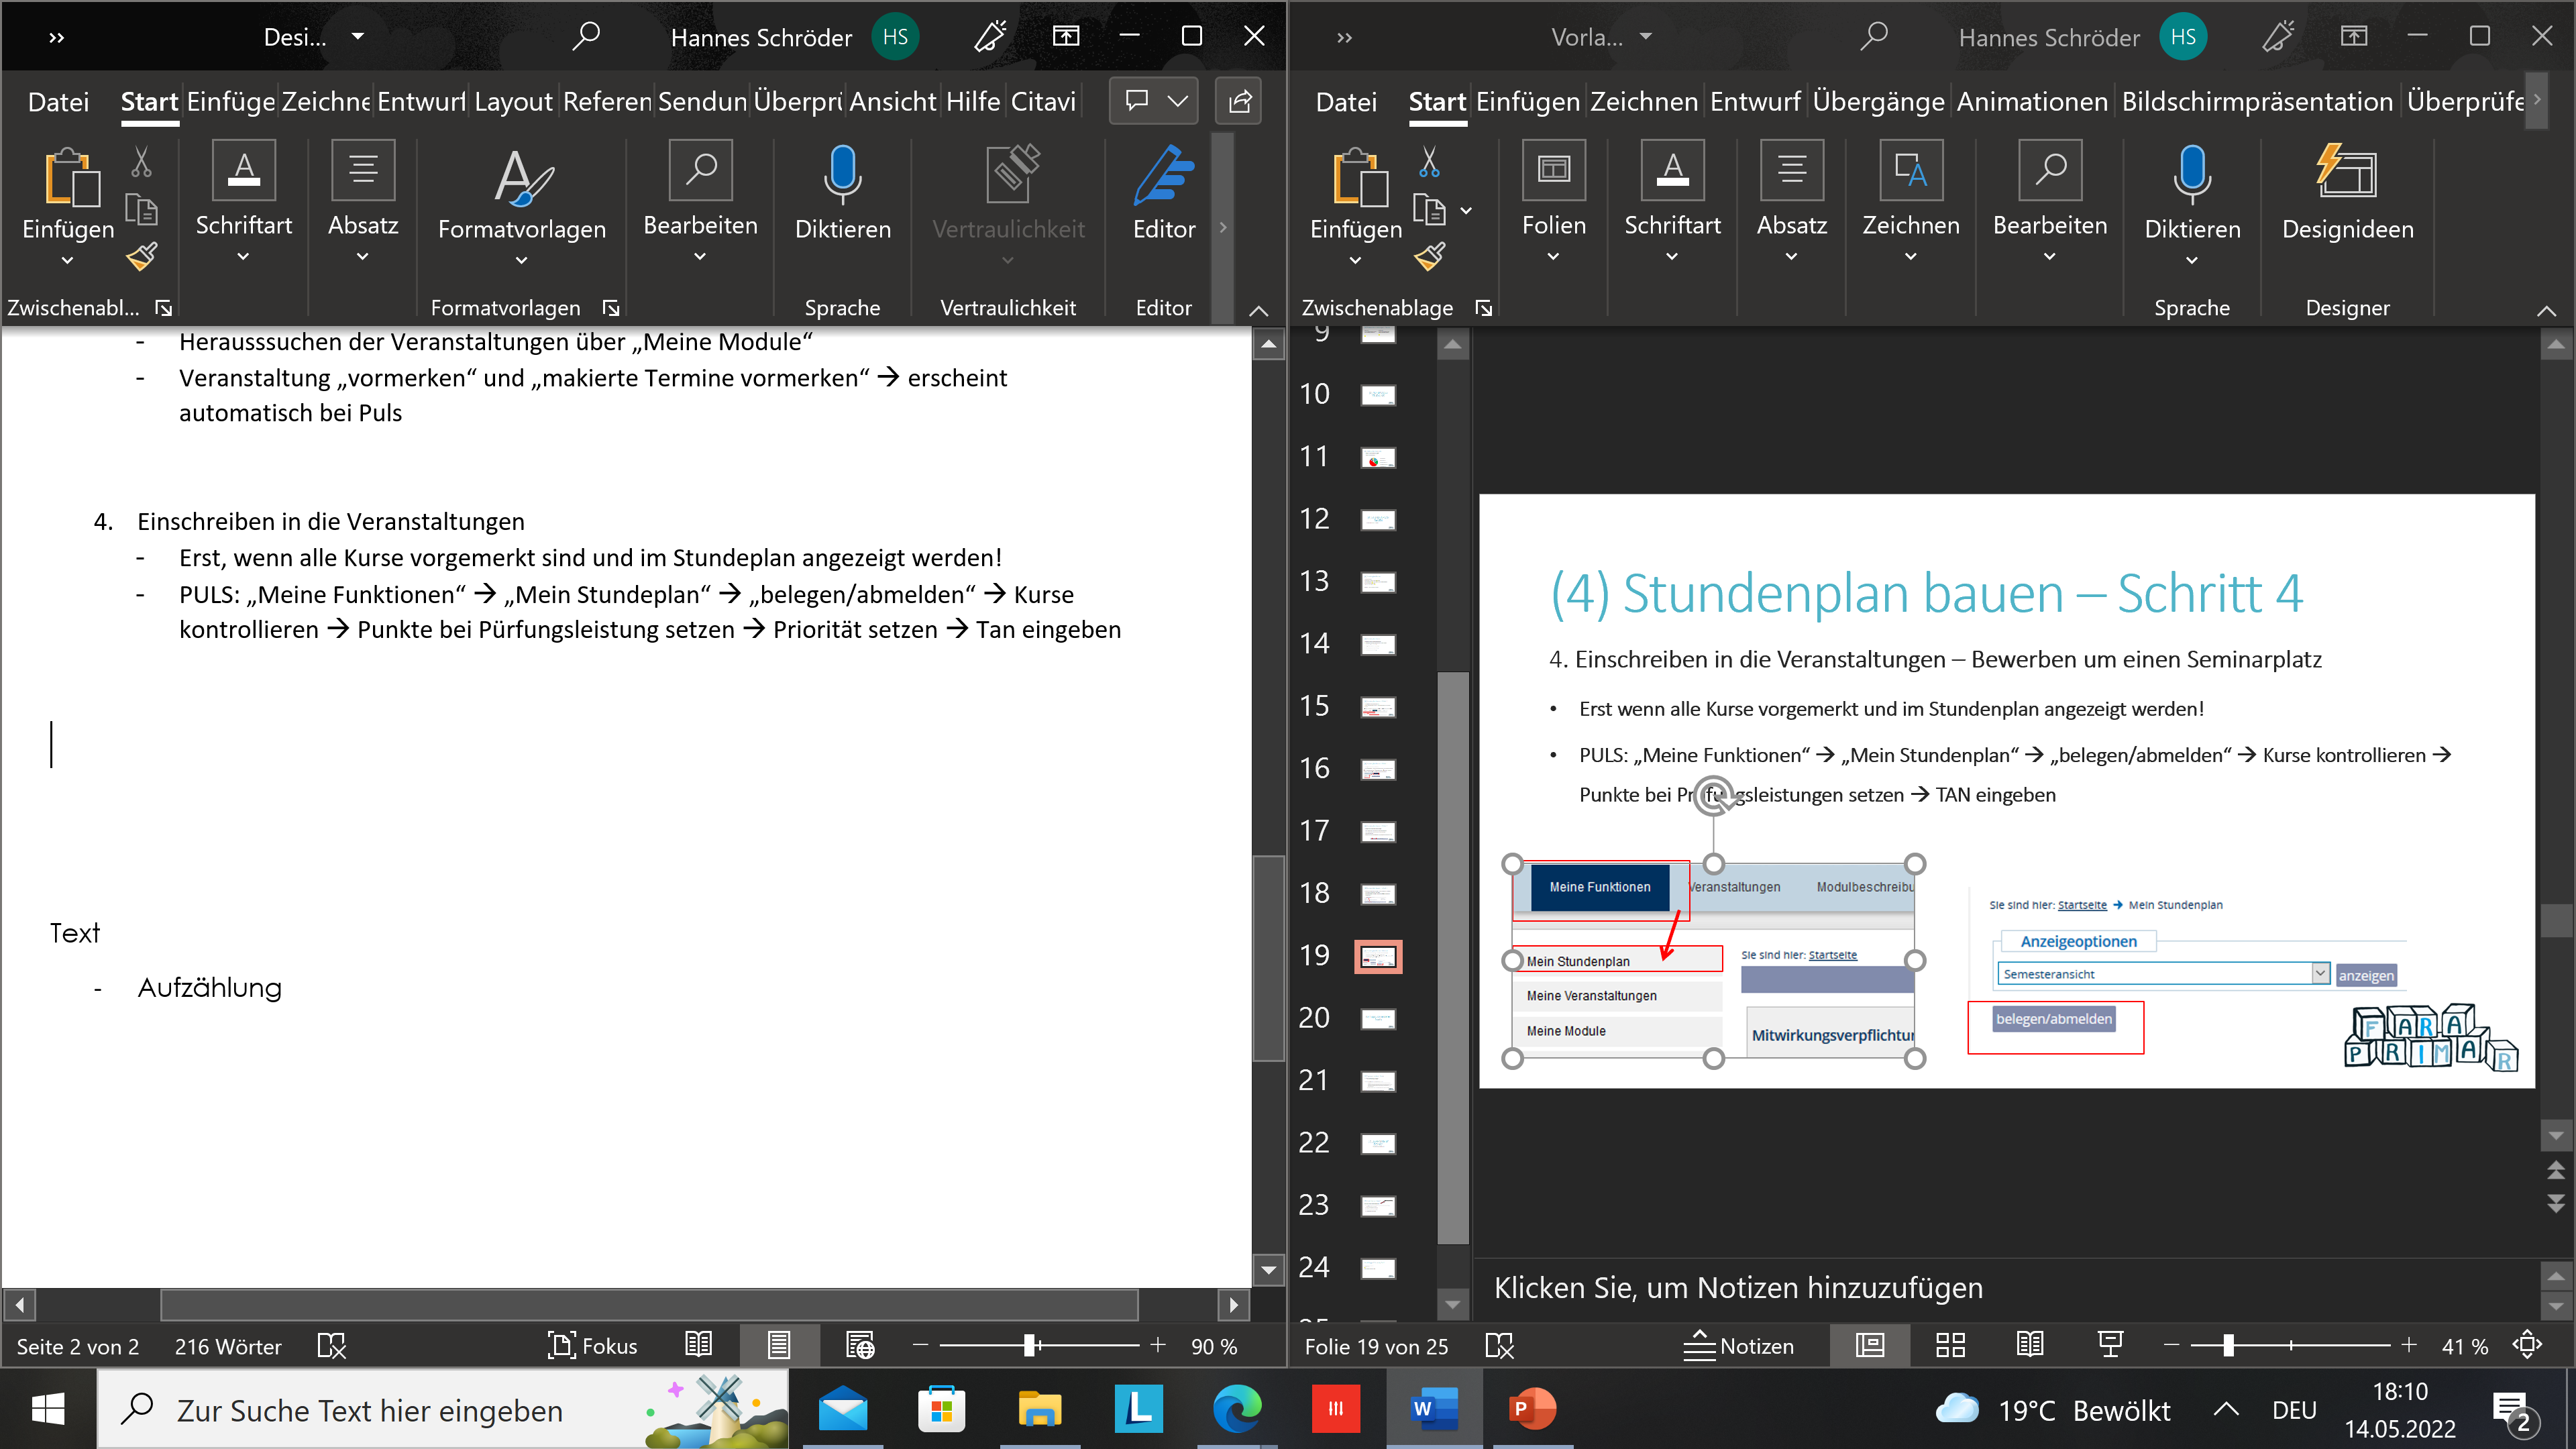 Desi...
Hannes Schröder
HS
Datei Start Einfüge Zeichne Entwurf Layout Referen Sendun Überprü Ansicht Hilfe Citavi
Einfügen
Schriftart
Absatz
Formatvorlagen
Bearbeiten
Diktieren
Vertraulichkeit
Editor
Zwischenabl...
Formatvorlagen
Sprache
Vertraulichkeit
Editor
- Herausssuchen der Veranstaltungen über „Meine Module“
- Veranstaltung „vormerken“ und „makierte Termine vormerken“ → erscheint
automatisch bei Puls
4. Einschreiben in die Veranstaltungen
- Erst, wenn alle Kurse vorgemerkt sind und im Stundeplan angezeigt werden!
- PULS: „Meine Funktionen“ → „Mein Stundeplan“ → „belegen/abmelden“ → Kurse
kontrollieren → Punkte bei Pürfungsleistung setzen → Priorität setzen → Tan eingeben
Text
- Aufzählung
Seite 2 von 2
216 Wörter
Fokus
90 %
Vorla...
Hannes Schröder
HS
Datei Start Einfügen Zeichnen Entwurf Übergänge Animationen Bildschirmpräsentation Überprüfe
Einfügen
Folien
Schriftart
Absatz
Zeichnen
Bearbeiten
Diktieren
Designideen
Zwischenablage
Sprache
Designer
9
10
11
12
13
14
15
16
17
18
19
20
21
22
23
24
(4) Stundenplan bauen – Schritt 4
4. Einschreiben in die Veranstaltungen – Bewerben um einen Seminarplatz
• Erst wenn alle Kurse vorgemerkt und im Stundenplan angezeigt werden!
• PULS: „Meine Funktionen“ → „Mein Stundenplan“ → „belegen/abmelden“ → Kurse kontrollieren →
Punkte bei Prüfungsleistungen setzen → TAN eingeben
Meine Funktionen
Veranstaltungen
Modulbeschreibu
Mein Stundenplan
Meine Veranstaltungen
Meine Module
Sie sind hier: Startseite
Mitwirkungsverpflichtun
Sie sind hier: Startseite → Mein Stundenplan
Anzeigeoptionen
Semesteransicht
anzeigen
belegen/abmelden
FARA
PRIMAR
Klicken Sie, um Notizen hinzuzufügen
Folie 19 von 25
Notizen
41 %
Zur Suche Text hier eingeben
L
W
P
19°C Bewölkt
DEU
18:10
14.05.2022
2